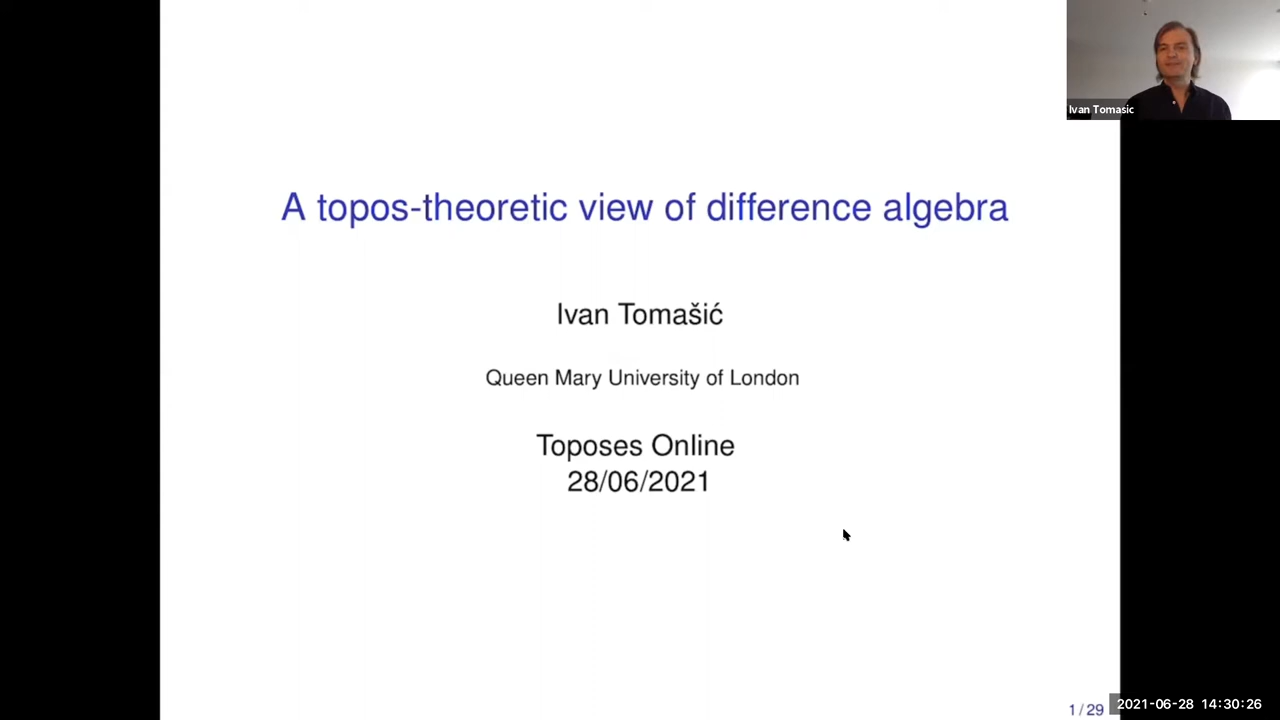 Ivan Tomasic
A topos-theoretic view of difference algebra
Ivan Tomašić
Queen Mary University of London
Toposes Online
28/06/2021
1 / 29
2021-06-28 14:30:26